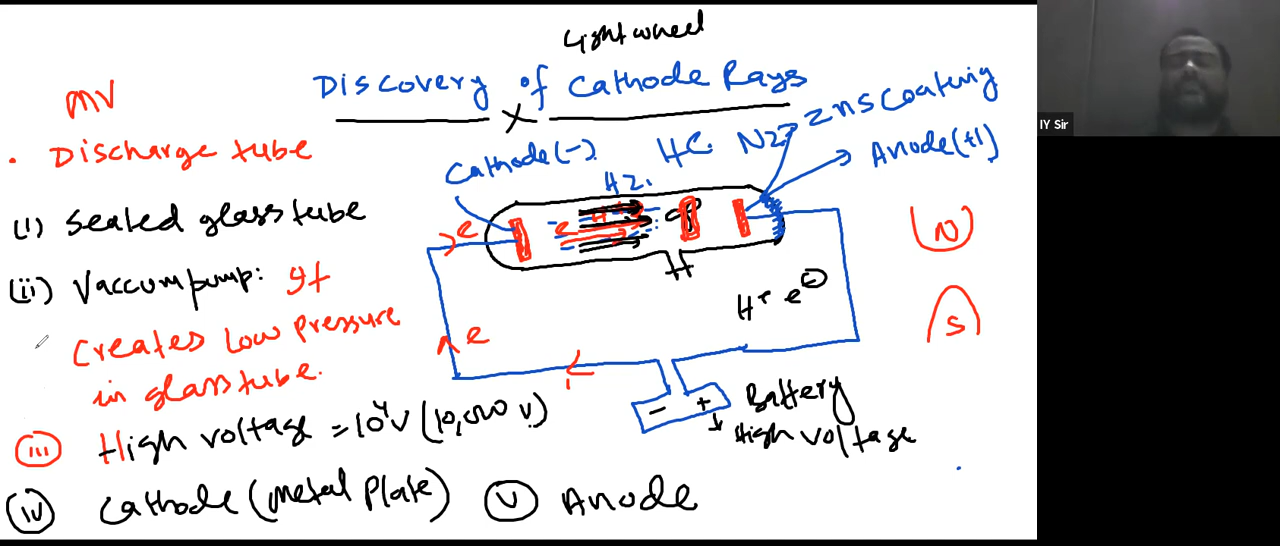 Light wheel
Discovery of Cathode Rays
mv
ZnS Coating
• Discharge tube
Cathode (-)
HC. N2
Anode (+)
H2.
(i) Sealed glass tube
e
e
H
N
(ii) Vaccum pump: It
H+ e⊖
S
Creates Low Pressure
e
in glass tube.
- +
Battery
High voltage
(iii) High voltage = 10⁴V (10,000 V)
(iv) Cathode (metal plate) (v) Anode
IY Sir